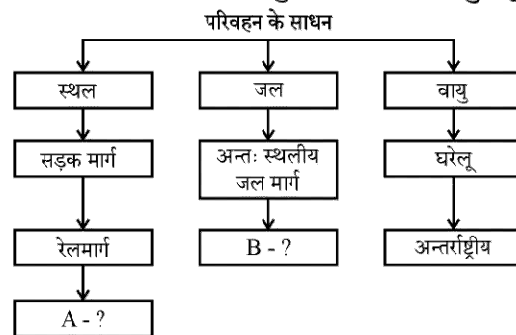 परिवहन के साधन
स्थल
जल
वायु
सड़क मार्ग
अन्तः स्थलीय
जल मार्ग
घरेलू
रेलमार्ग
B - ?
अन्तर्राष्ट्रीय
A - ?